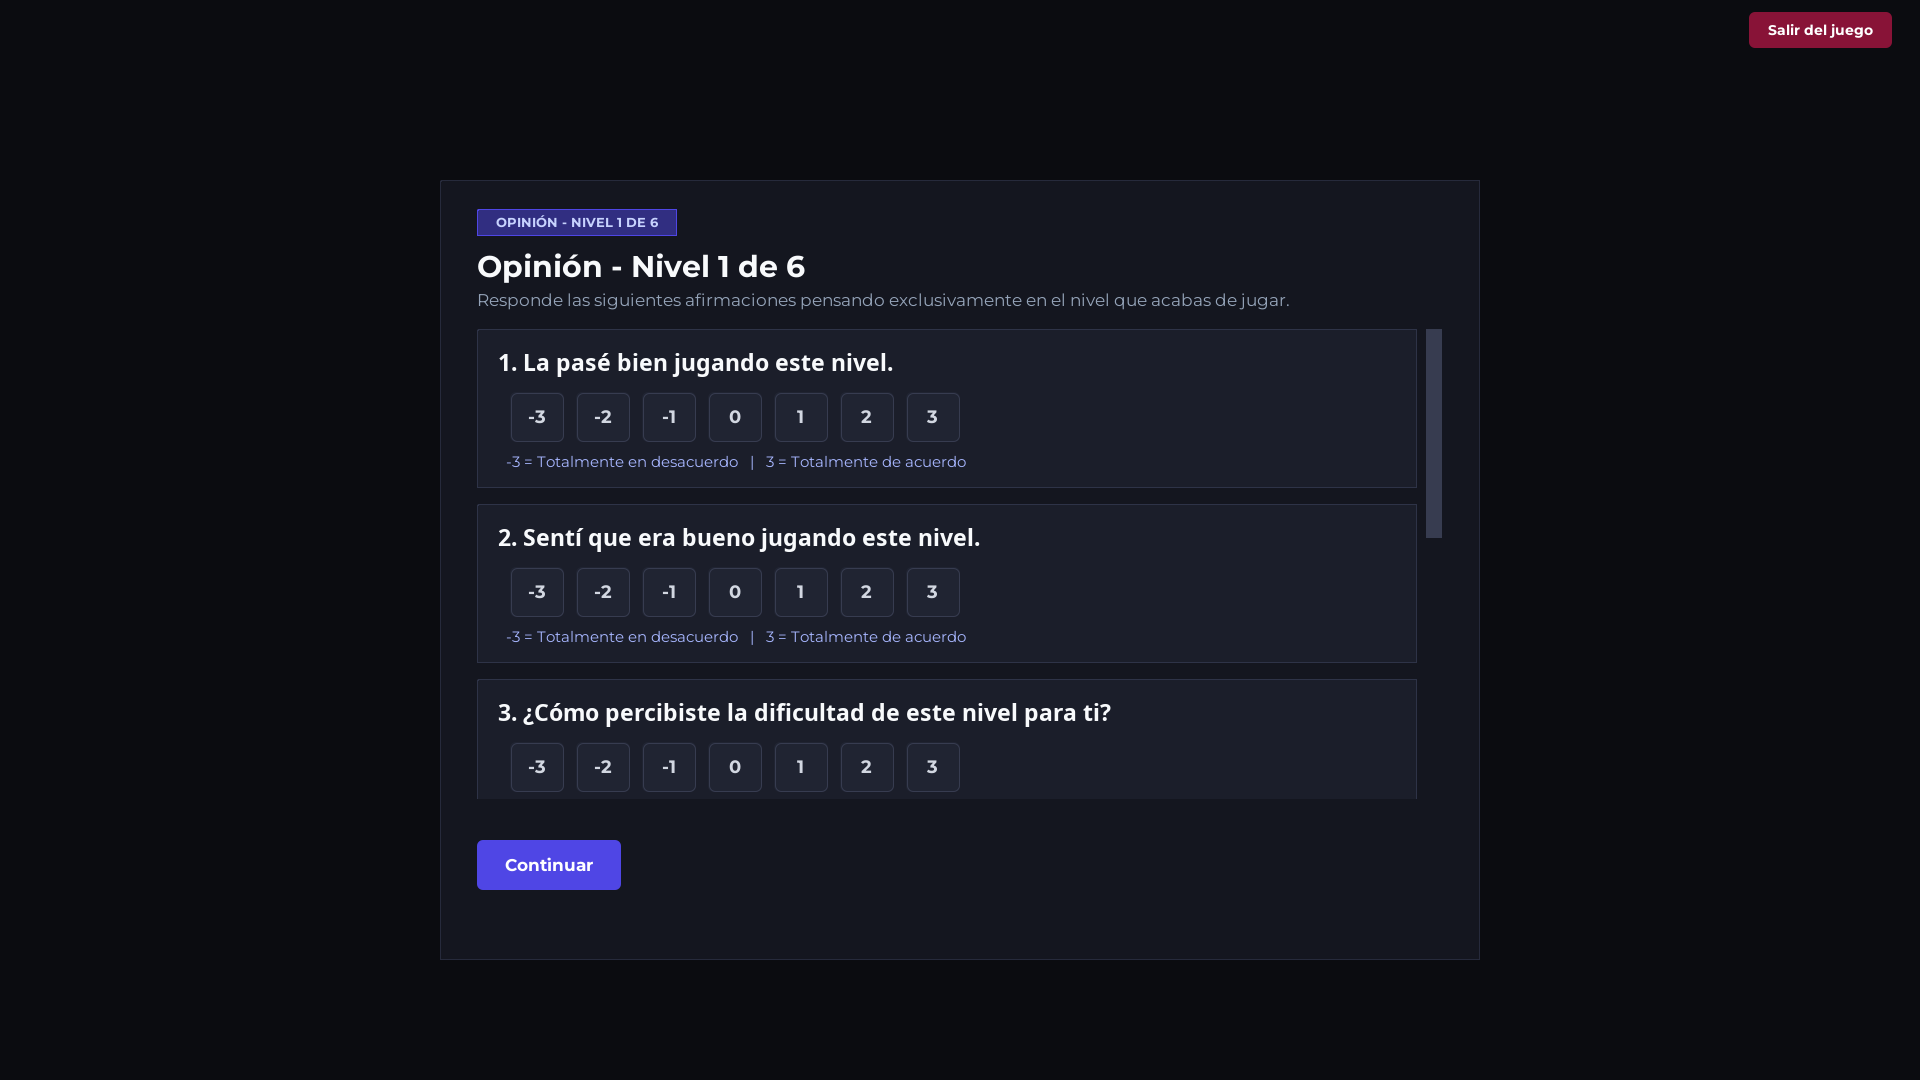 Salir del juego
OPINIÓN - NIVEL 1 DE 6
Opinión - Nivel 1 de 6
Responde las siguientes afirmaciones pensando exclusivamente en el nivel que acabas de jugar.
1. La pasé bien jugando este nivel.
-3 -2 -1 0 1 2 3
-3 = Totalmente en desacuerdo | 3 = Totalmente de acuerdo
2. Sentí que era bueno jugando este nivel.
-3 -2 -1 0 1 2 3
-3 = Totalmente en desacuerdo | 3 = Totalmente de acuerdo
3. ¿Cómo percibiste la dificultad de este nivel para ti?
-3 -2 -1 0 1 2 3
Continuar